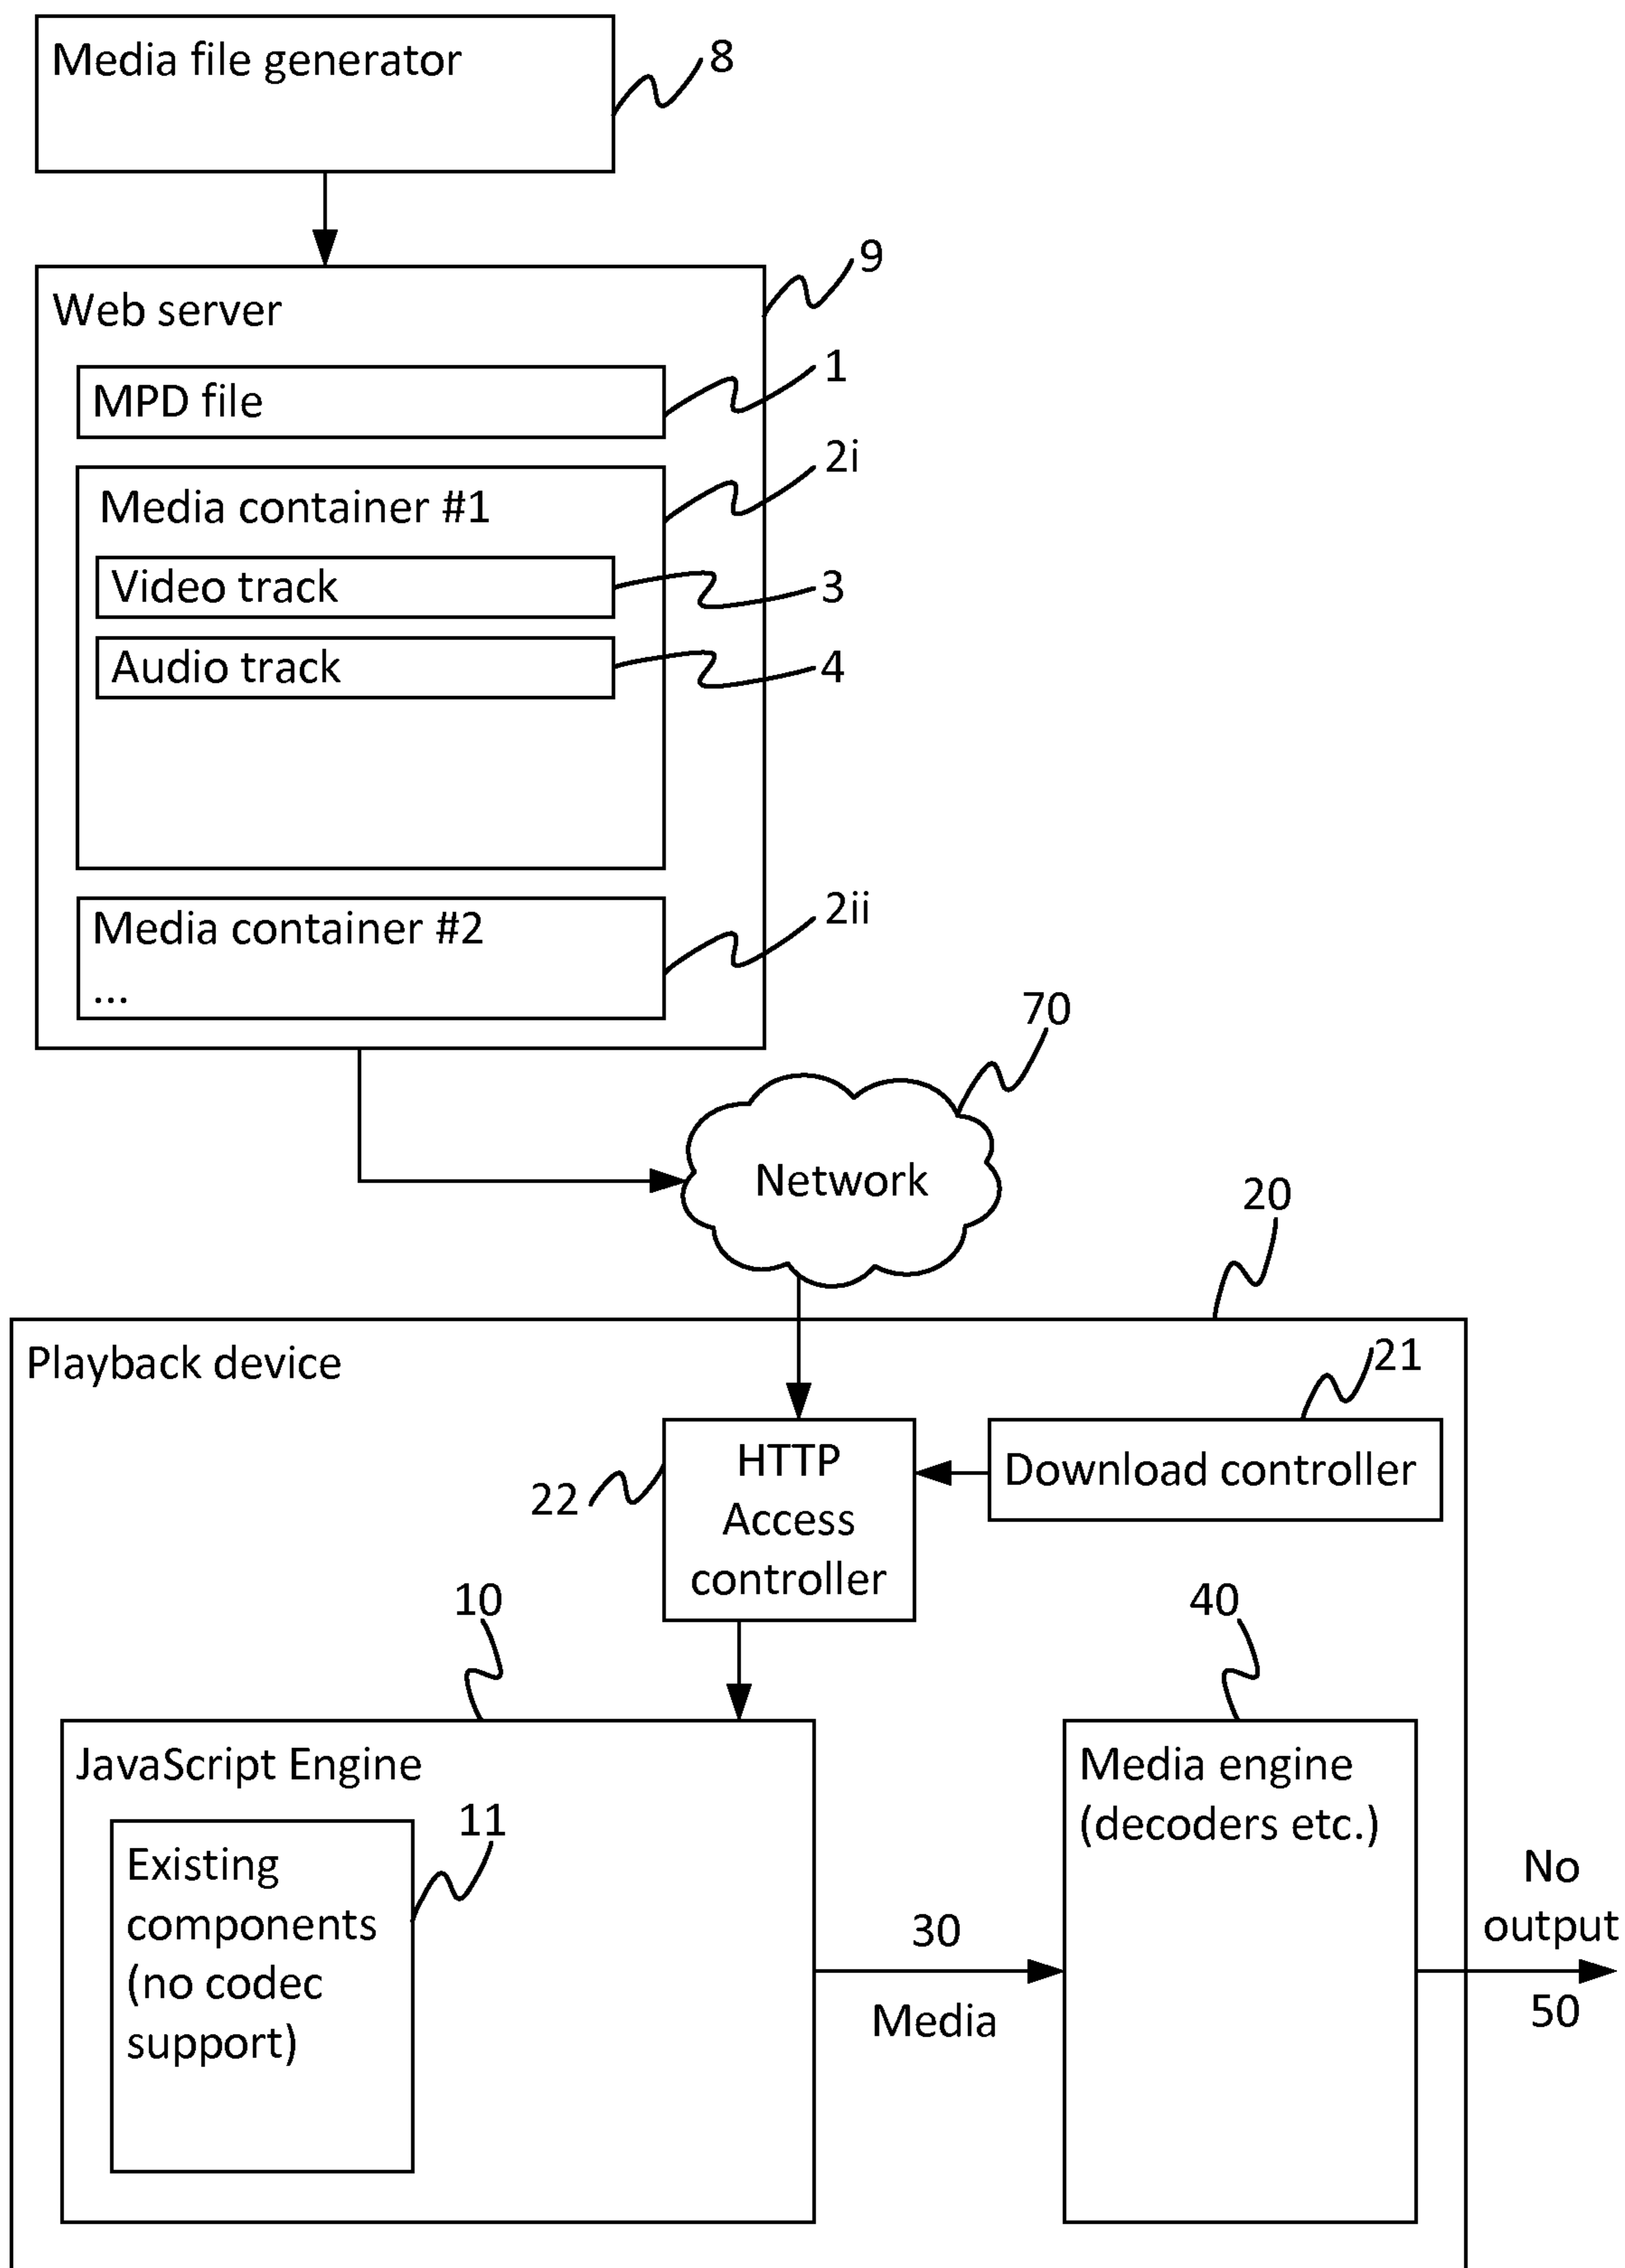 Media file generator
8
9
Web server
1
MPD file
2i
Media container #1
Video track
3
Audio track
4
2ii
Media container #2
...
70
Network
20
Playback device
21
HTTP
Access
controller
Download controller
22
10
40
JavaScript Engine
Media engine
(decoders etc.)
11
Existing
components
(no codec
support)
30
Media
No
output
50